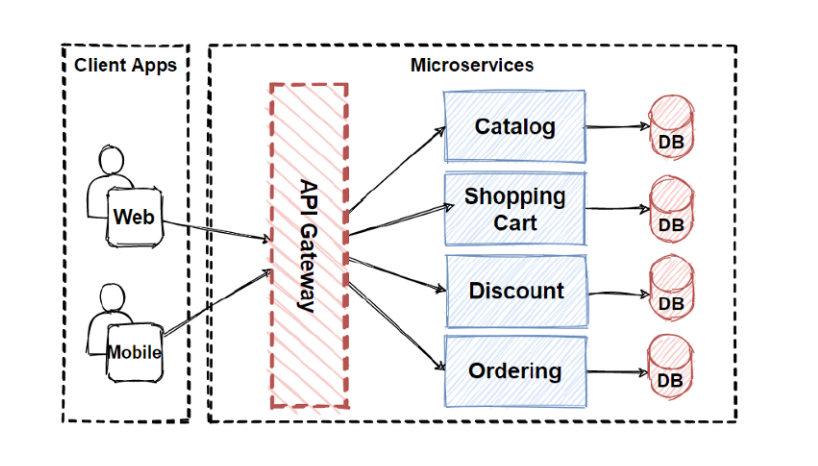 Client Apps
Microservices
Web
Mobile
API Gateway
Catalog
DB
Shopping
Cart
DB
Discount
DB
Ordering
DB